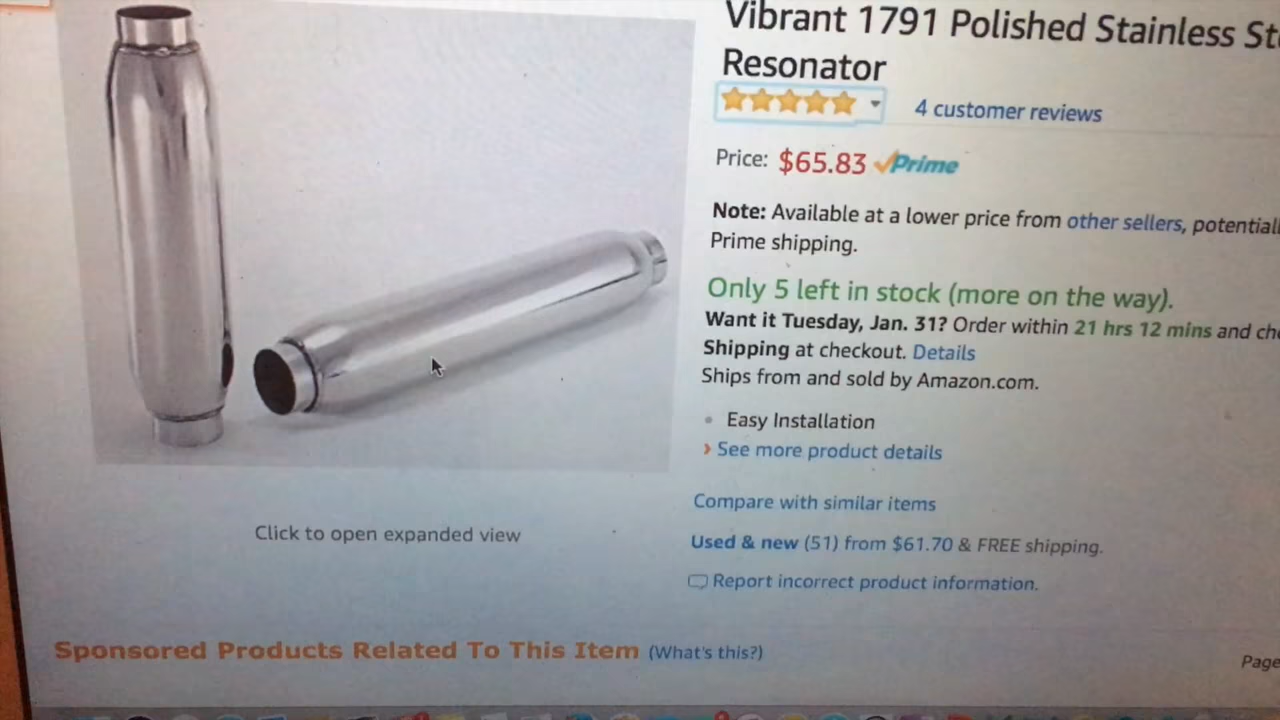 Vibrant 1791 Polished Stainless
Resonator
4 customer reviews
Price: $65.83 Prime
Note: Available at a lower price from other sellers,
Prime shipping.
Only 5 left in stock (more on the way).
Want it Tuesday, Jan. 31? Order within 21 hrs 12 mins and
Shipping at checkout. Details
Ships from and sold by Amazon.com.
Easy Installation
See more product details
Compare with similar items
Click to open expanded view
Used & new (51) from $61.70 & FREE shipping.
Report incorrect product information.
Sponsored Products Related To This Item (What's this?)
Page